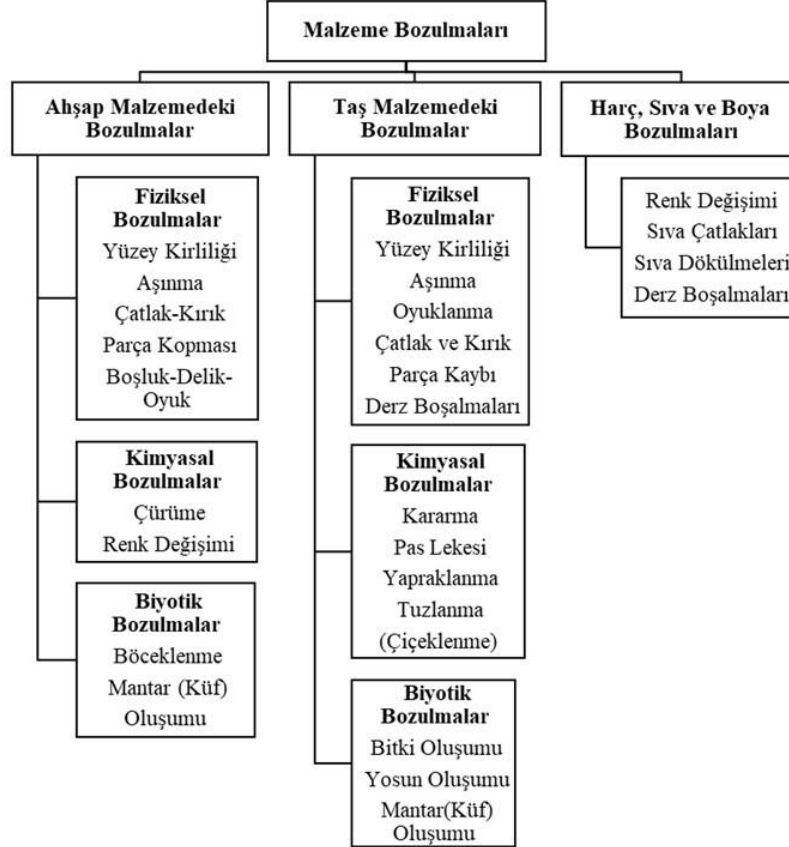 Malzeme Bozulmaları
Ahşap Malzemedeki
Bozulmalar
Fiziksel
Bozulmalar
Yüzey Kirliliği
Aşınma
Çatlak-Kırık
Parça Kopması
Boşluk-Delik-
Oyuk
Kimyasal
Bozulmalar
Çürüme
Renk Değişimi
Biyotik
Bozulmalar
Böceklenme
Mantar (Küf)
Oluşumu
Taş Malzemedeki
Bozulmalar
Fiziksel
Bozulmalar
Yüzey Kirliliği
Aşınma
Oyuklanma
Çatlak ve Kırık
Parça Kaybı
Derz Boşalmaları
Kimyasal
Bozulmalar
Kararma
Pas Lekesi
Yapraklanma
Tuzlanma
(Çiçeklenme)
Biyotik
Bozulmalar
Bitki Oluşumu
Yosun Oluşumu
Mantar(Küf)
Oluşumu
Harç, Sıva ve Boya
Bozulmaları
Renk Değişimi
Sıva Çatlakları
Sıva Dökülmeleri
Derz Boşalmaları